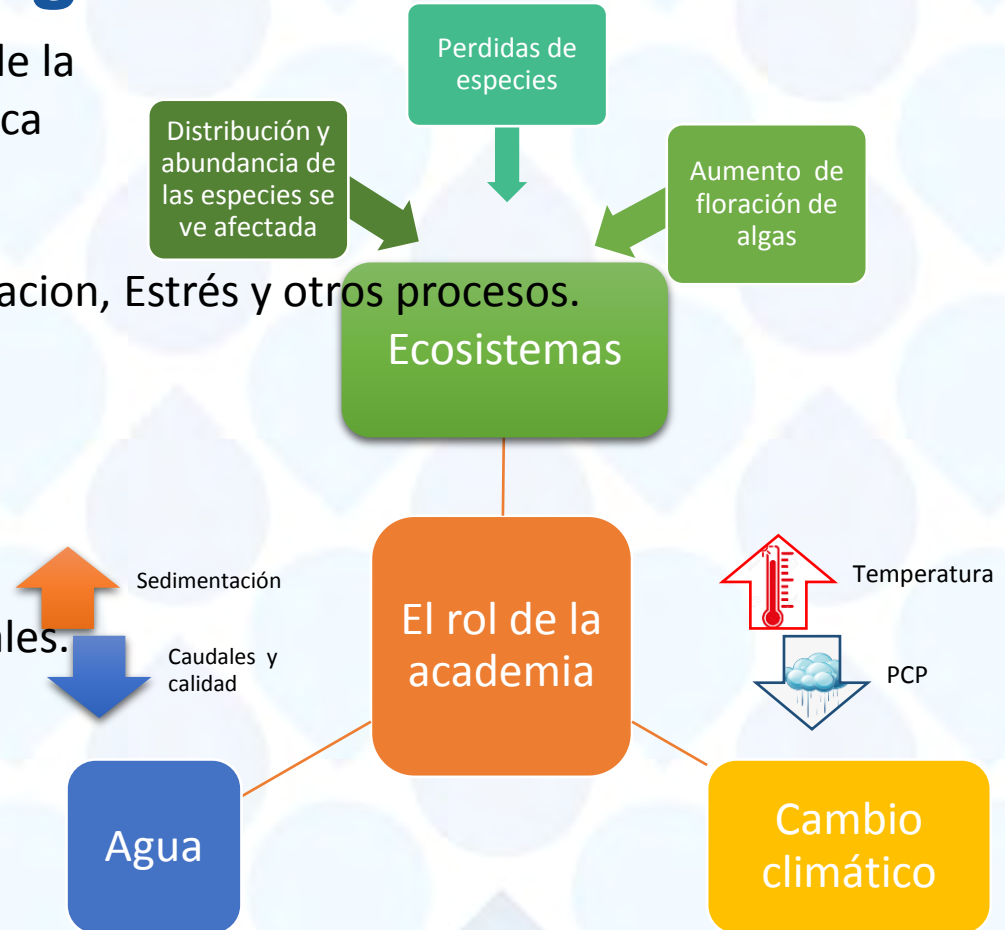 g
de la
Perdidas de
especies
ca
Distribución y
abundancia de
las especies se
ve afectada
Aumento de
floración de
algas
acion, Estrés y otros procesos.
Ecosistemas
Sedimentación
Temperatura
ales.
Caudales y
calidad
PCP
El rol de la
academia
Agua
Cambio
climático